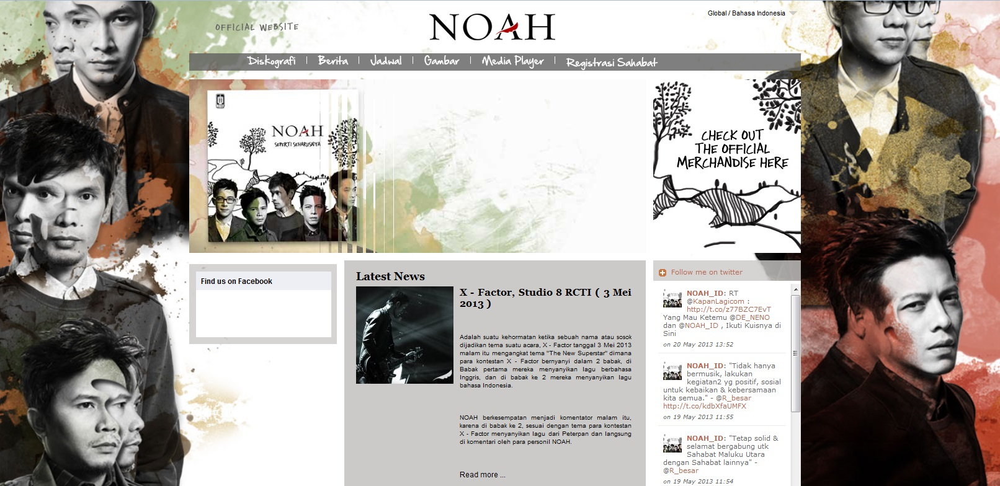 Global / Bahasa Indonesia
OFFICIAL WEBSITE
NOAH
Diskografi
Berita
Jadwal
Gambar
Media Player
Registrasi Sahabat
NOAH
SEPERTI SEHARUSNYA
CHECK OUT
THE OFFICIAL
MERCHANDISE HERE
Find us on Facebook
Latest News
X - Factor, Studio 8 RCTI ( 3 Mei
2013 )
Adalah suatu kehormatan ketika sebuah nama atau sosok
dijadikan tema suatu acara, X - Factor tanggal 3 Mei 2013
malam itu mengangkat tema "The New Superstar" dimana
para kontestan X - Factor bernyanyi dalam 2 babak, di
Babak pertama mereka menyanyikan lagu berbahasa
Inggris, dan di babak ke 2 mereka menyanyikan lagu
bahasa Indonesia.
NOAH berkesempatan menjadi komentator malam itu,
karena di babak ke 2, sesuai dengan tema para kontestan
X - Factor menyanyikan lagu dari Peterpan dan langsung
di komentari oleh para personil NOAH.
Read more ...
Follow me on twitter
NOAH_ID: RT
@KapanLagicom :
http://t.co/z77BZC7EvT
Yang Mau Ketemu @DE_NENO
dan @NOAH_ID , Ikuti Kuisnya di
Sini
on 20 May 2013 13:52
NOAH_ID: "Tidak hanya
bermusik, lakukan
kegiatan2 yg positif, sosial
untuk kebaikan & kebersamaan
kita semua." - @R_besar
http://t.co/kdbXfaUMFX
on 19 May 2013 11:55
NOAH_ID: "Tetap solid &
selamat bergabung utk
Sahabat Maluku Utara
dengan Sahabat lainnya" -
@R_besar
on 19 May 2013 11:54